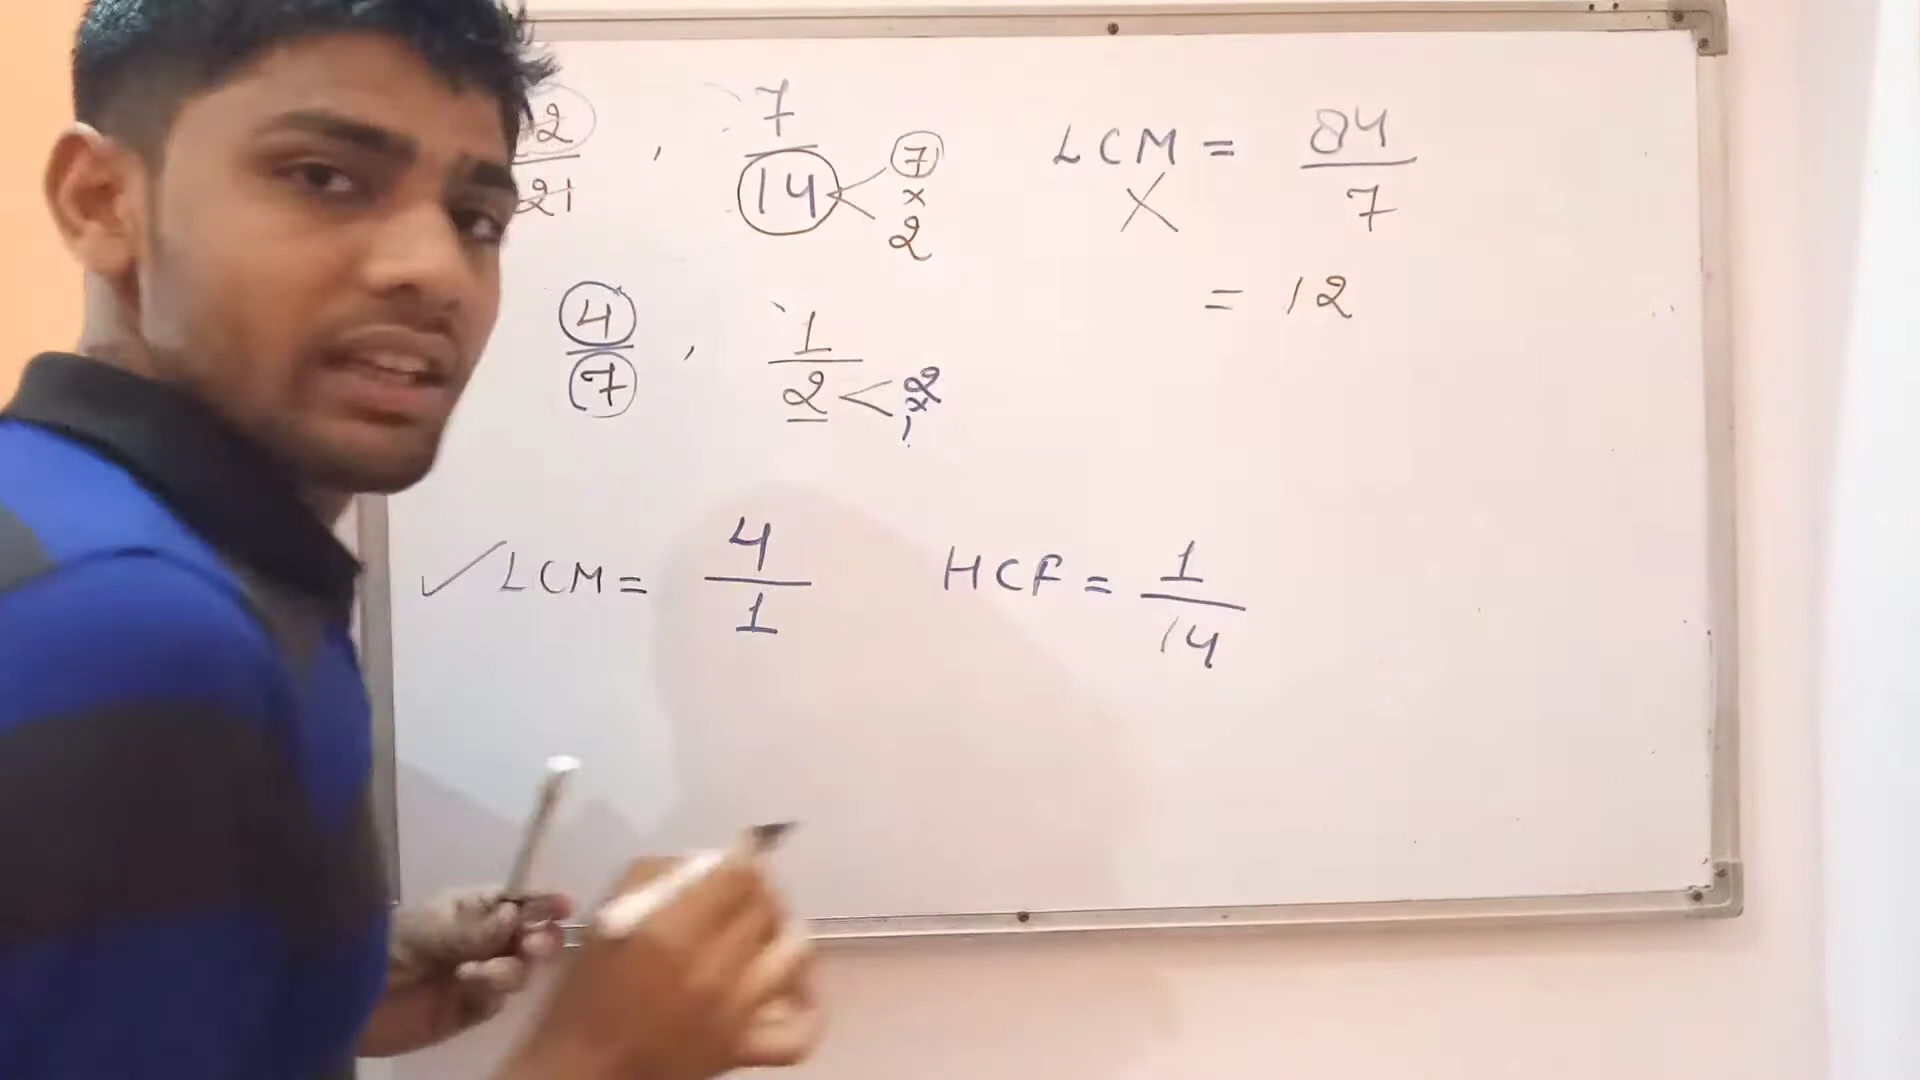 2 , 7 LCM = 84
21 14 < 7 × 2 X 7
= 12
4 , 1
7 2 < 2 × 1
✓ LCM = 4 HCF = 1
1 14